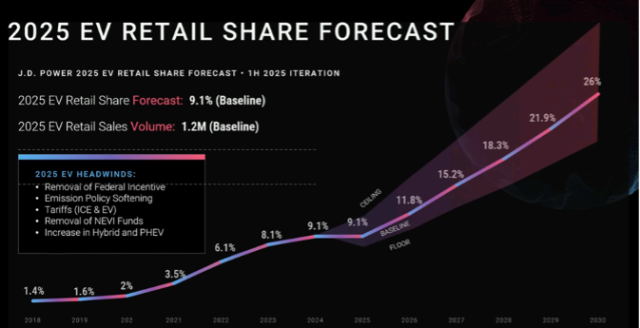 2025 EV RETAIL SHARE FORECAST
J.D. POWER 2025 EV RETAIL SHARE FORECAST • 1H 2025 ITERATION
2025 EV Retail Share Forecast: 9.1% (Baseline)
2025 EV Retail Sales Volume: 1.2M (Baseline)
2025 EV HEADWINDS:
• Removal of Federal Incentive
• Emission Policy Softening
• Tariffs (ICE & EV)
• Removal of NEVI Funds
• Increase in Hybrid and PHEV
1.4% 1.6% 2% 3.5% 6.1% 8.1% 9.1% 9.1% 11.8% 15.2% 18.3% 21.9% 26%
CEILING
BASELINE
FLOOR
2018 2019 202 2021 2022 2023 2024 2025 2026 2027 2028 2029 2030